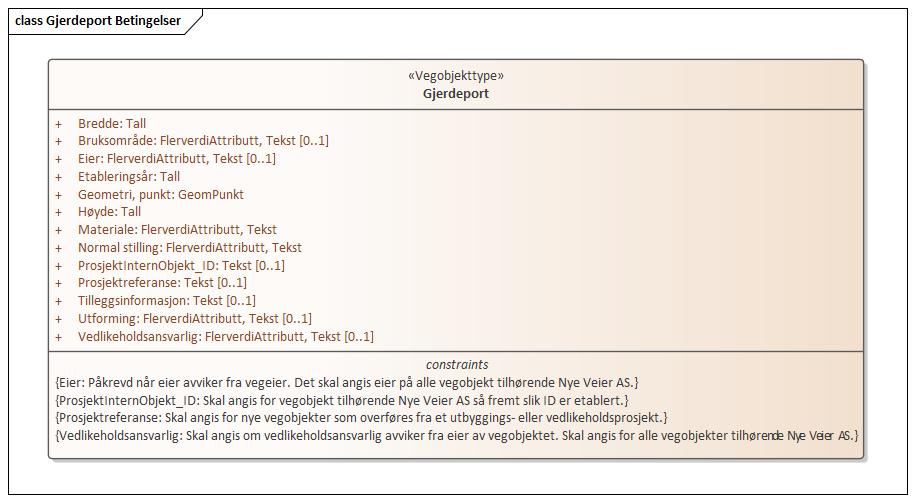 class Gjerdeport Betingelser
«Vegobjekttype»
Gjerdeport
+ Bredde: Tall
+ Bruksområde: FlerverdiAttributt, Tekst [0..1]
+ Eier: FlerverdiAttributt, Tekst [0..1]
+ Etableringsår: Tall
+ Geometri, punkt: GeomPunkt
+ Høyde: Tall
+ Materiale: FlerverdiAttributt, Tekst
+ Normal stilling: FlerverdiAttributt, Tekst
+ ProsjektInternObjekt_ID: Tekst [0..1]
+ Prosjektreferanse: Tekst [0..1]
+ Tilleggsinformasjon: Tekst [0..1]
+ Utforming: FlerverdiAttributt, Tekst [0..1]
+ Vedlikeholdsansvarlig: FlerverdiAttributt, Tekst [0..1]
constraints
{Eier: Påkrevd når eier avviker fra vegeier. Det skal angis eier på alle vegobjekt tilhørende Nye Veier AS.}
{ProsjektInternObjekt_ID: Skal angis for vegobjekt tilhørende Nye Veier AS så fremt slik ID er etablert.}
{Prosjektreferanse: Skal angis for nye vegobjekter som overføres fra et utbyggings- eller vedlikeholdsprosjekt.}
{Vedlikeholdsansvarlig: Skal angis om vedlikeholdsansvarlig avviker fra eier av vegobjektet. Skal angis for alle vegobjekter tilhørende Nye Veier AS.}